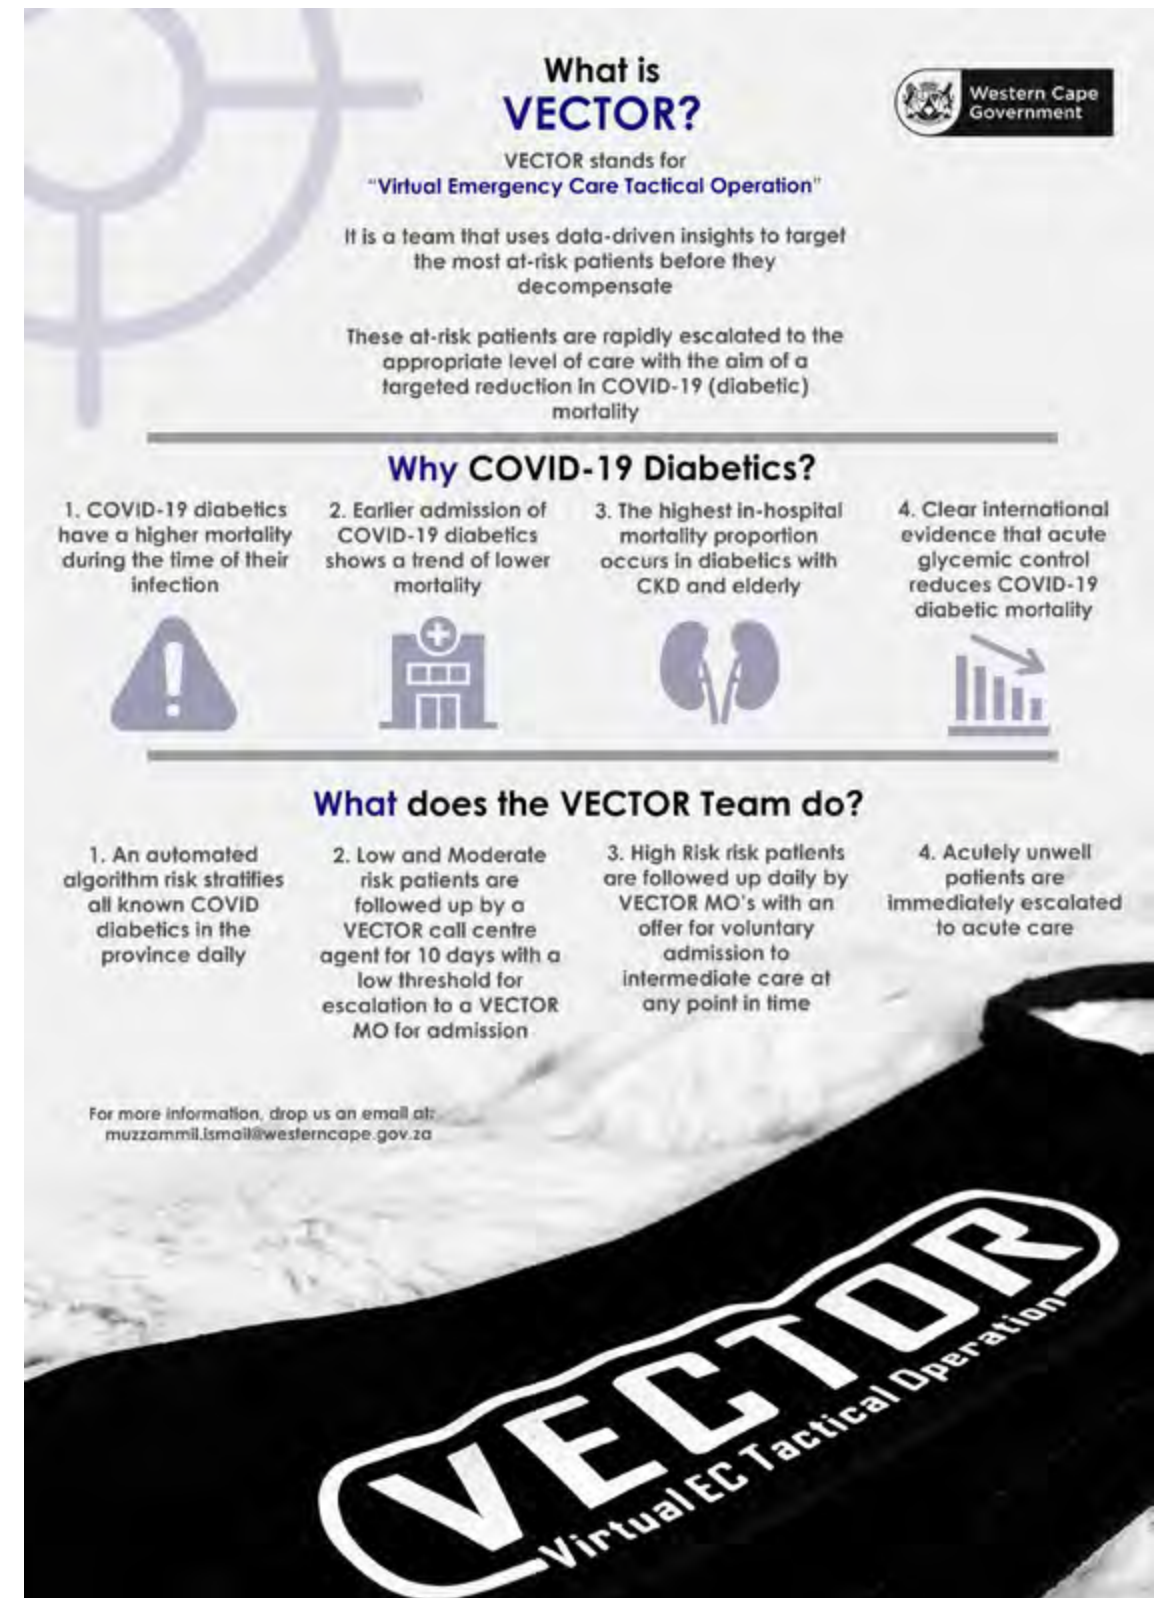 What is
VECTOR?
Western Cape
Government
VECTOR stands for
"Virtual Emergency Care Tactical Operation"
It is a team that uses data-driven insights to target
the most at-risk patients before they
decompensate
These at-risk patients are rapidly escalated to the
appropriate level of care with the aim of a
targeted reduction in COVID-19 (diabetic)
mortality
Why COVID-19 Diabetics?
1. COVID-19 diabetics
have a higher mortality
during the time of their
infection
2. Earlier admission of
COVID-19 diabetics
shows a trend of lower
mortality
3. The highest in-hospital
mortality proportion
occurs in diabetics with
CKD and elderly
4. Clear international
evidence that acute
glycemic control
reduces COVID-19
diabetic mortality
What does the VECTOR Team do?
1. An automated
algorithm risk stratifies
all known COVID
diabetics in the
province daily
2. Low and Moderate
risk patients are
followed up by a
VECTOR call centre
agent for 10 days with a
low threshold for
escalation to a VECTOR
MO for admission
3. High Risk risk patients
are followed up daily by
VECTOR MO's with an
offer for voluntary
admission to
intermediate care at
any point in time
4. Acutely unwell
patients are
immediately escalated
to acute care
For more information, drop us an email at:
muzzammil.ismail@westerncape.gov.za
VECTOR
Virtual EC Tactical Operation